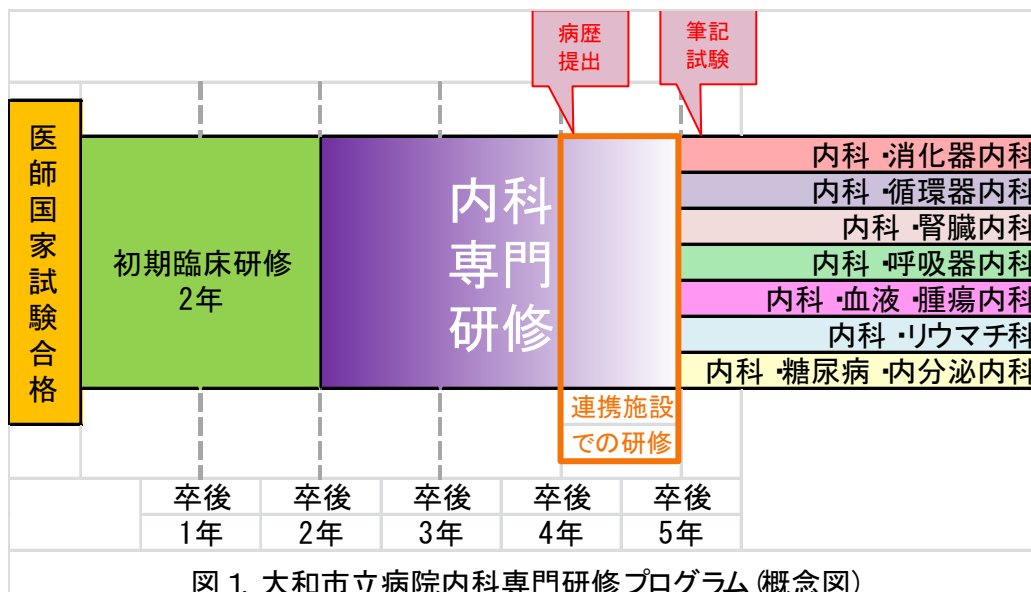 病歴
提出
筆記
試験
医師国家試験合格
初期臨床研修
2年
内科
専門
研修
内科・消化器内科
内科・循環器内科
内科・腎臓内科
内科・呼吸器内科
内科・血液・腫瘍内科
内科・リウマチ科
内科・糖尿病・内分泌内科
連携施設
での研修
卒後 卒後 卒後 卒後 卒後
1年 2年 3年 4年 5年
図 1. 大和市立病院内科専門研修プログラム(概念図)